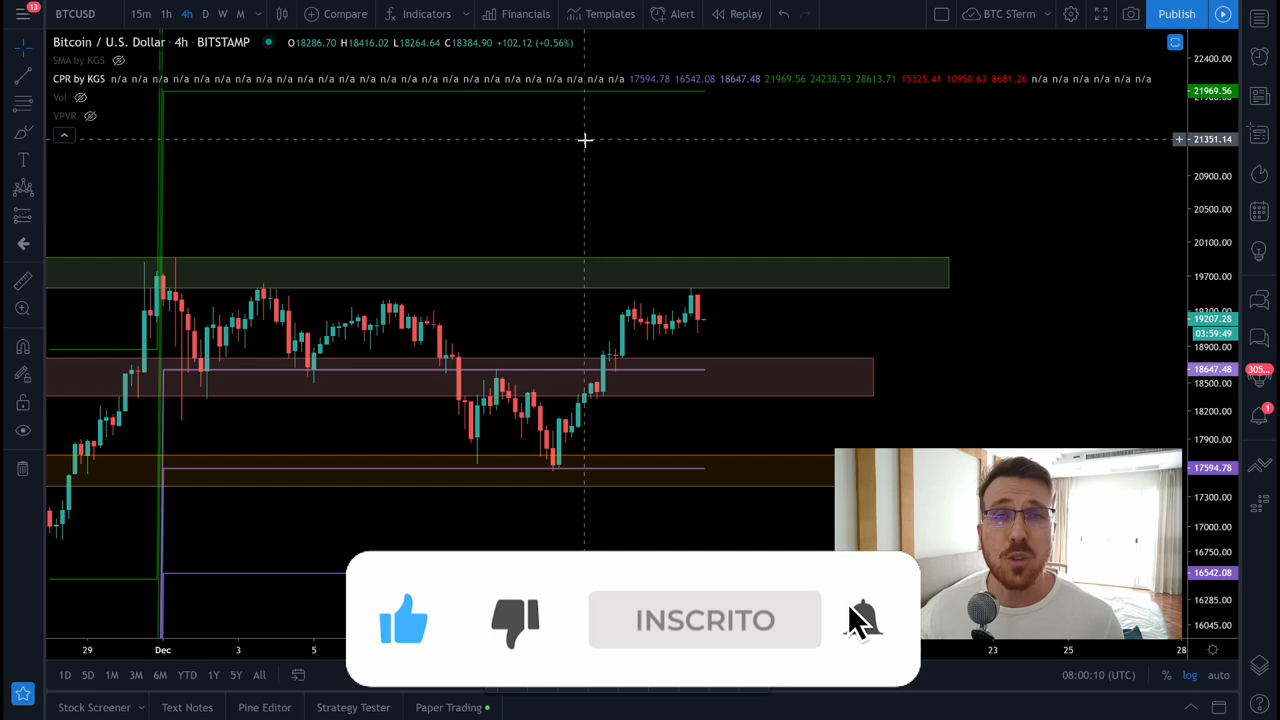 13
BTCUSD 15m 1h 4h D W M Compare Indicators Financials Templates Alert Replay BTC STerm Publish
Bitcoin / U.S. Dollar · 4h · BITSTAMP O18286.70 H18416.02 L18264.64 C18384.90 +102.12 (+0.56%)
SMA by KGS
CPR by KGS n/a n/a n/a n/a n/a n/a n/a n/a n/a n/a n/a n/a n/a n/a n/a n/a n/a n/a n/a n/a n/a n/a n/a n/a n/a 17594.78 16542.08 18647.48 21969.56 24238.93 28613.71 15325.41 10950.63 8681.26 n/a n/a n/a n/a n/a n/a
Vol
VPVR
22400.00
21969.56
21351.14
20900.00
20500.00
20100.00
19700.00
19207.28
03:59:49
18900.00
18647.48
305...
18500.00
18200.00
1
17900.00
17594.78
17300.00
17000.00
16750.00
16542.08
16285.00
16045.00
INSCRITO
29 Dec 3 5 23 25 28
1D 5D 1M 3M 6M YTD 1Y 5Y All 08:00:10 (UTC) % log auto
Stock Screener Text Notes Pine Editor Strategy Tester Paper Trading